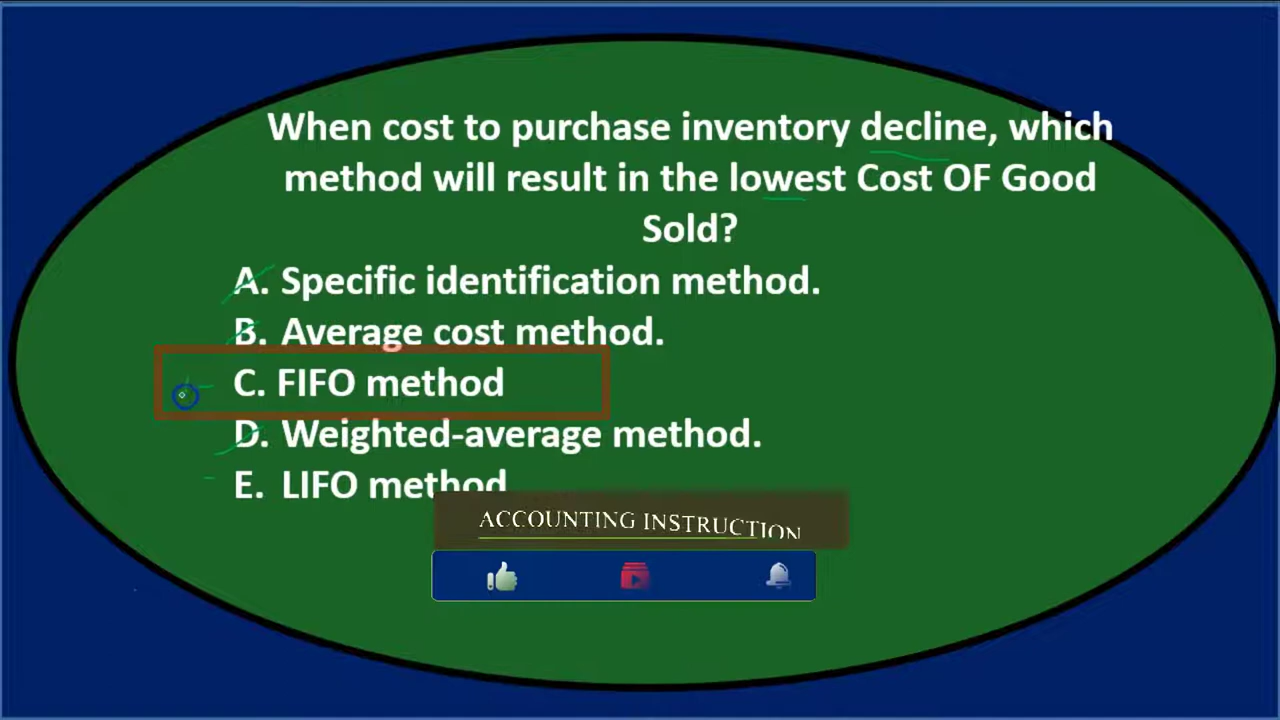 When cost to purchase inventory decline, which
method will result in the lowest Cost OF Good
Sold?
A. Specific identification method.
B. Average cost method.
C. FIFO method
D. Weighted-average method.
E. LIFO method
ACCOUNTING INSTRUCTION